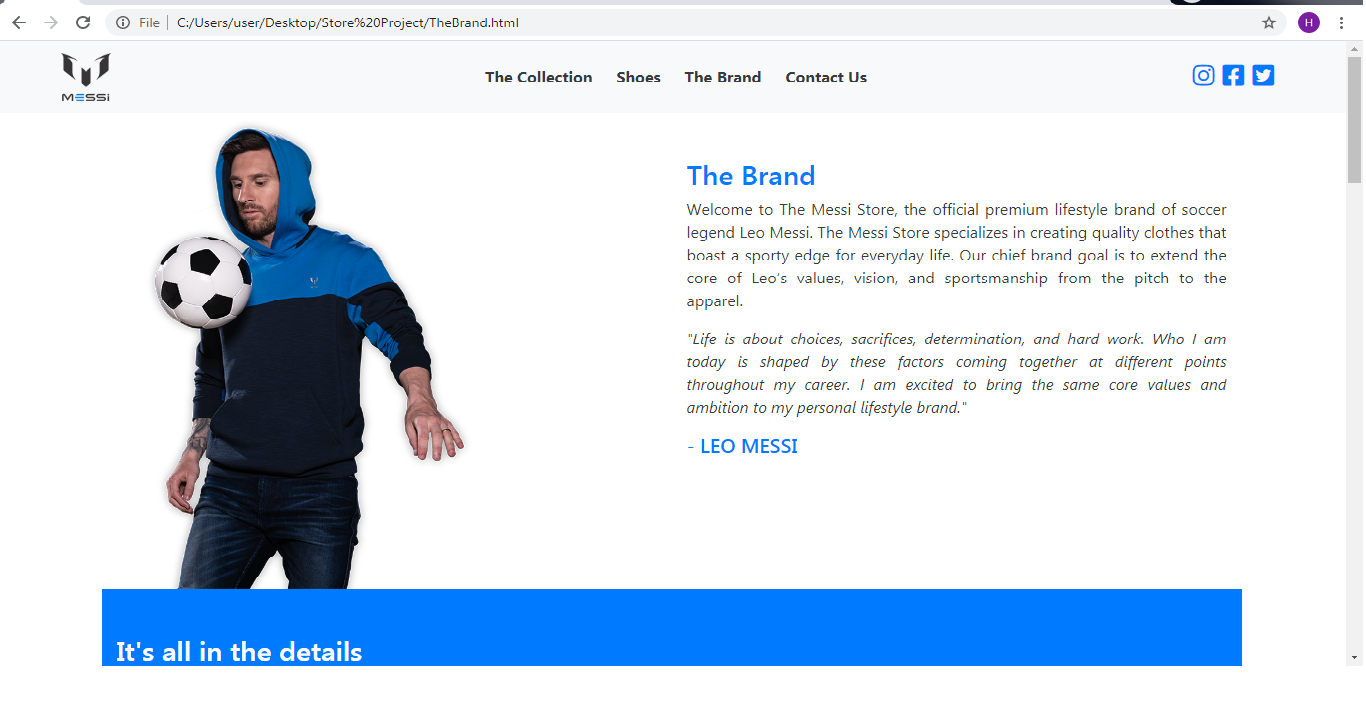 File C:/Users/user/Desktop/Store%20Project/TheBrand.html H
MESSI
The Collection Shoes The Brand Contact Us
The Brand
Welcome to The Messi Store, the official premium lifestyle brand of soccer
legend Leo Messi. The Messi Store specializes in creating quality clothes that
boast a sporty edge for everyday life. Our chief brand goal is to extend the
core of Leo's values, vision, and sportsmanship from the pitch to the
apparel.
"Life is about choices, sacrifices, determination, and hard work. Who I am
today is shaped by these factors coming together at different points
throughout my career. I am excited to bring the same core values and
ambition to my personal lifestyle brand."
- LEO MESSI
It's all in the details